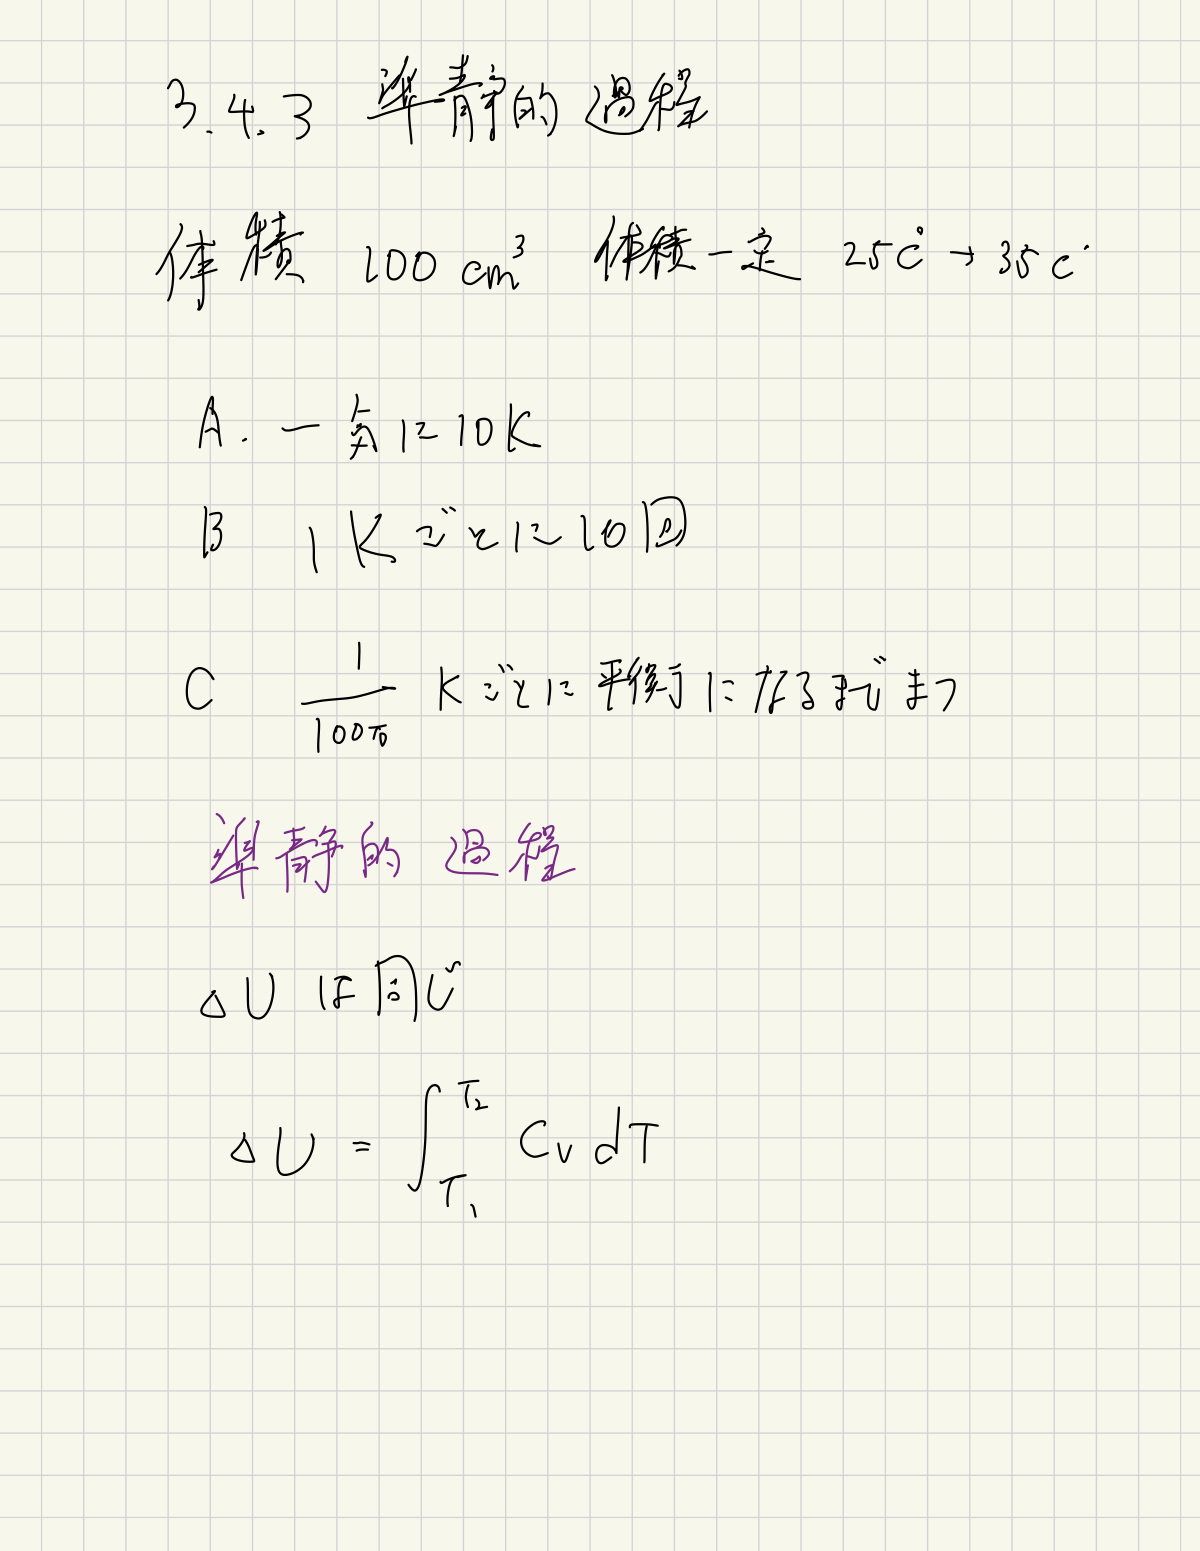 3.4.3 準静的過程
体積 100 cm³ 体積一定 25c° → 35c°
A. 一気に10K
B 1Kごとに10回
C 1/100万 Kごとに平衡になるまでまつ
準静的過程
ΔU は同じ
ΔU = ∫_{T₁}^{T₂} Cv dT